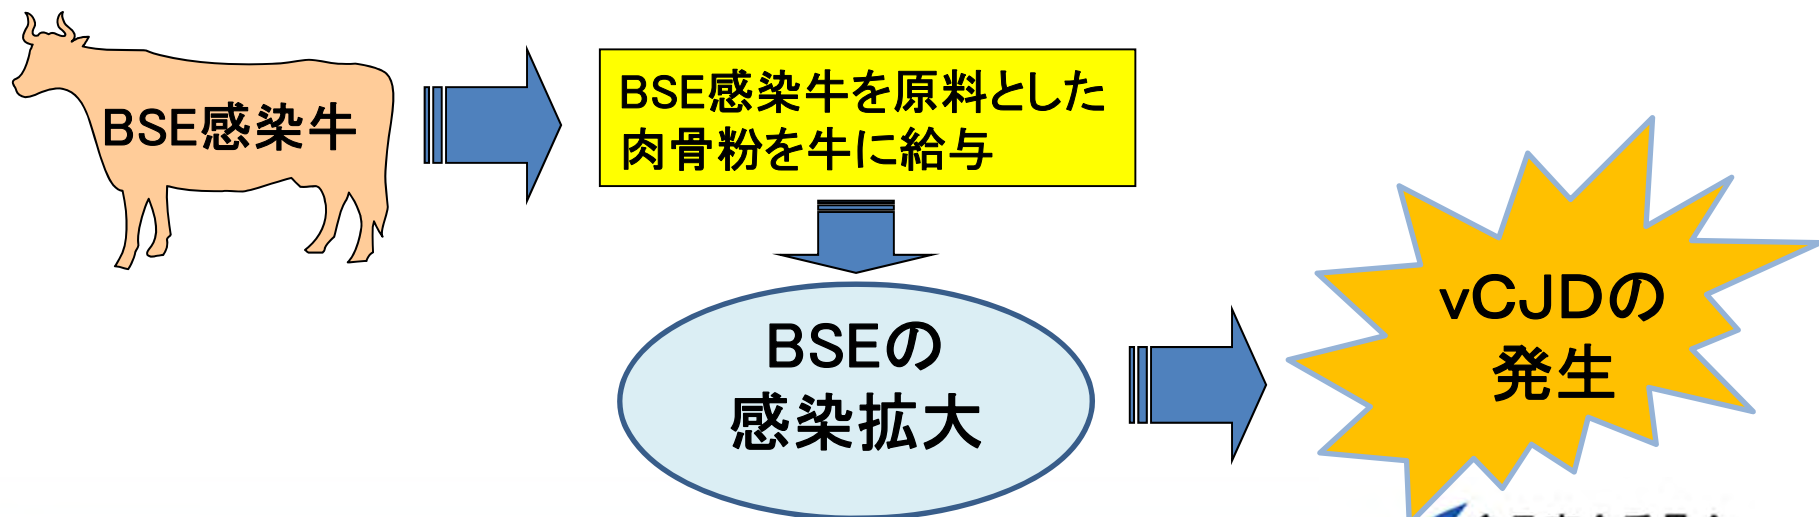 BSE感染牛
BSE感染牛を原料とした
肉骨粉を牛に給与
BSEの
感染拡大
vCJDの
発生